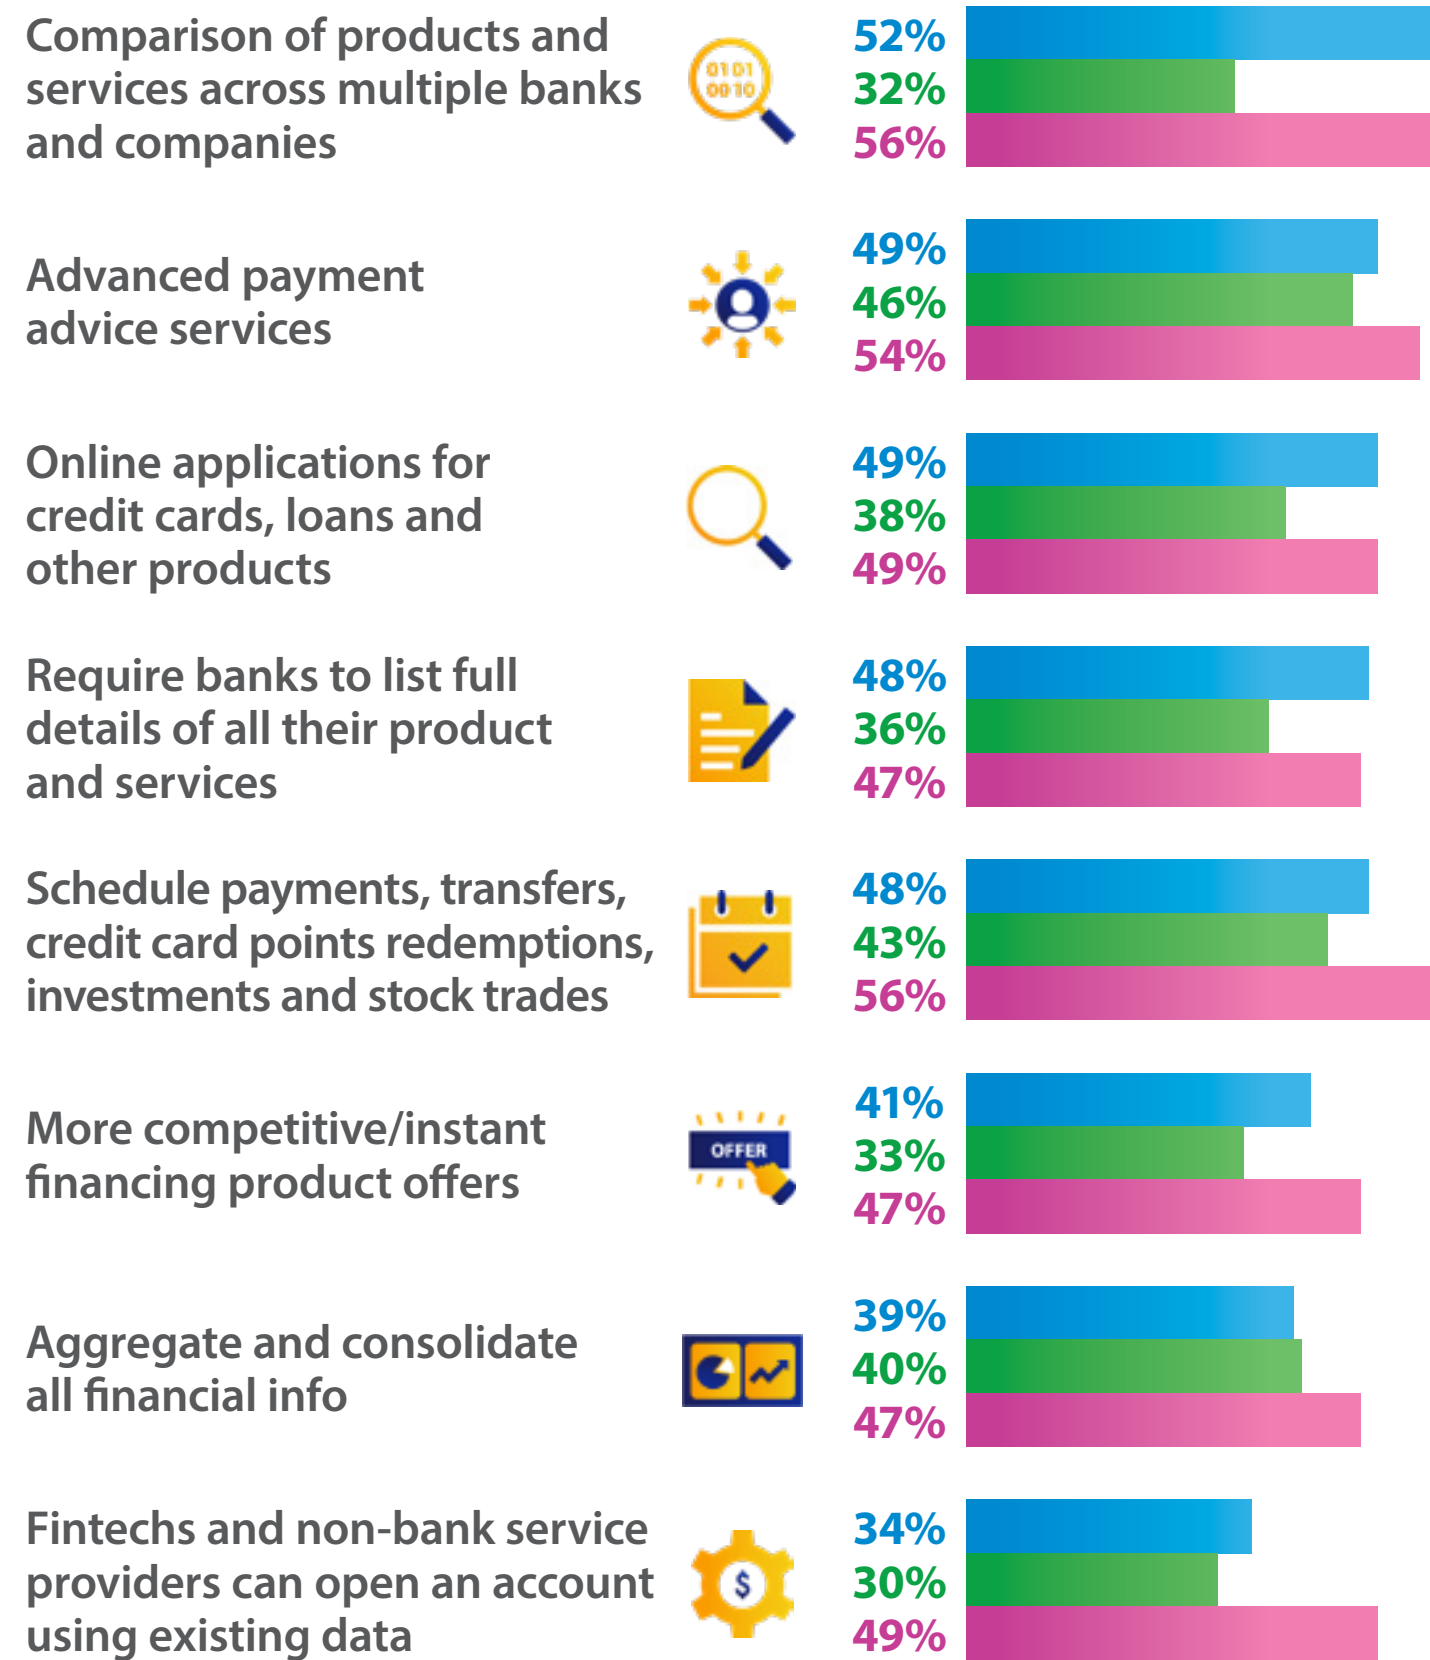 Comparison of products and
services across multiple banks
and companies
0101
0010
52%
32%
56%
Advanced payment
advice services
49%
46%
54%
Online applications for
credit cards, loans and
other products
49%
38%
49%
Require banks to list full
details of all their product
and services
48%
36%
47%
Schedule payments, transfers,
credit card points redemptions,
investments and stock trades
48%
43%
56%
More competitive/instant
financing product offers
OFFER
41%
33%
47%
Aggregate and consolidate
all financial info
39%
40%
47%
Fintechs and non-bank service
providers can open an account
using existing data
$
34%
30%
49%